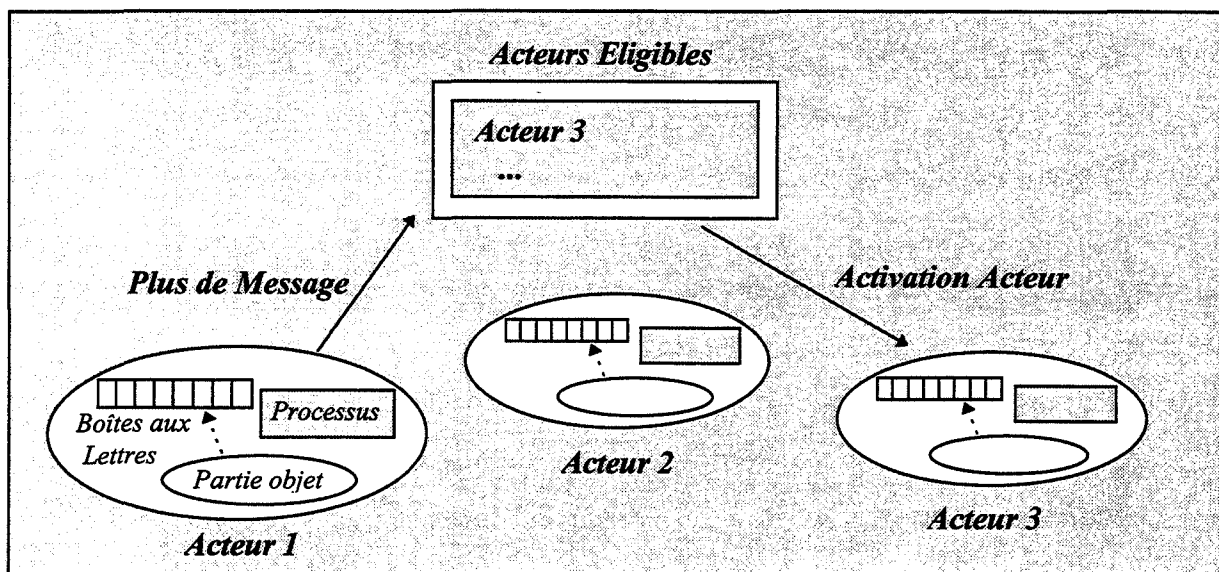 Acteurs Eligibles
Acteur 3
...
Plus de Message
Activation Acteur
Boîtes aux
Lettres
Processus
Partie objet
Acteur 1
Acteur 2
Acteur 3